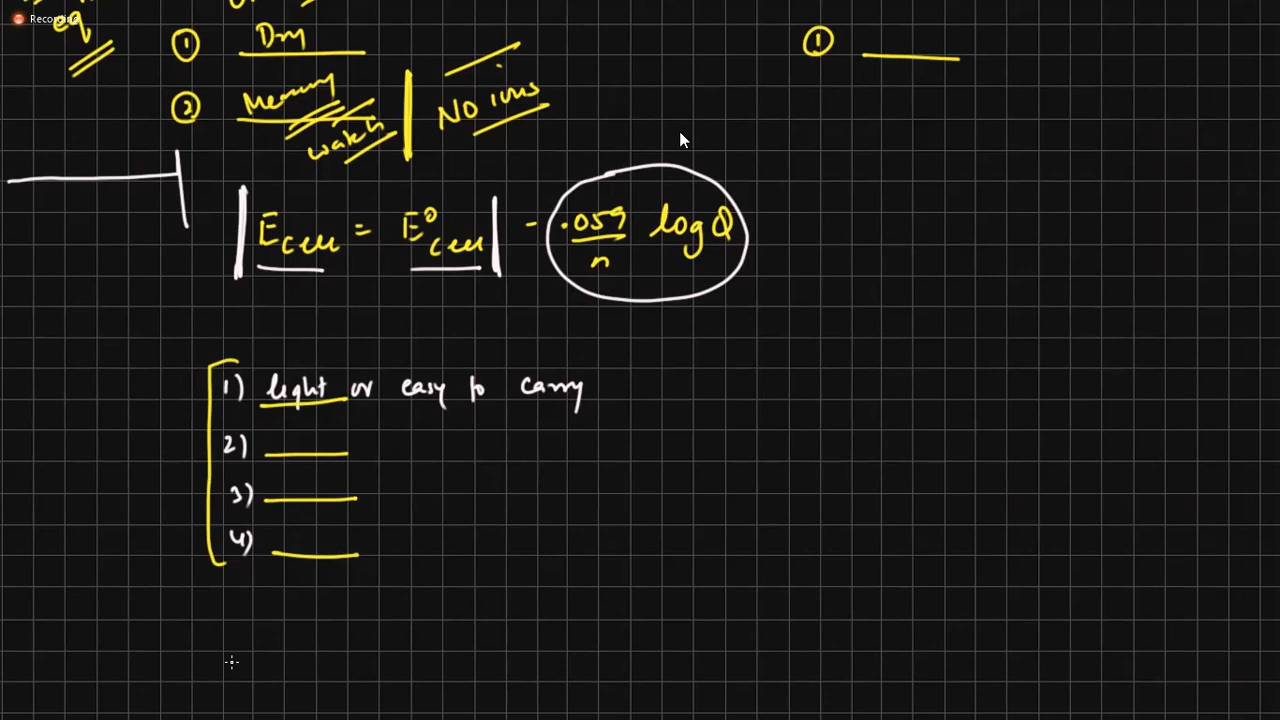 Recording
eq
① Dry
② Mercury
watch
NO ions
①
Ecell = E°cell - .059/n log Q
1) light or easy to carry
2)
3)
4)